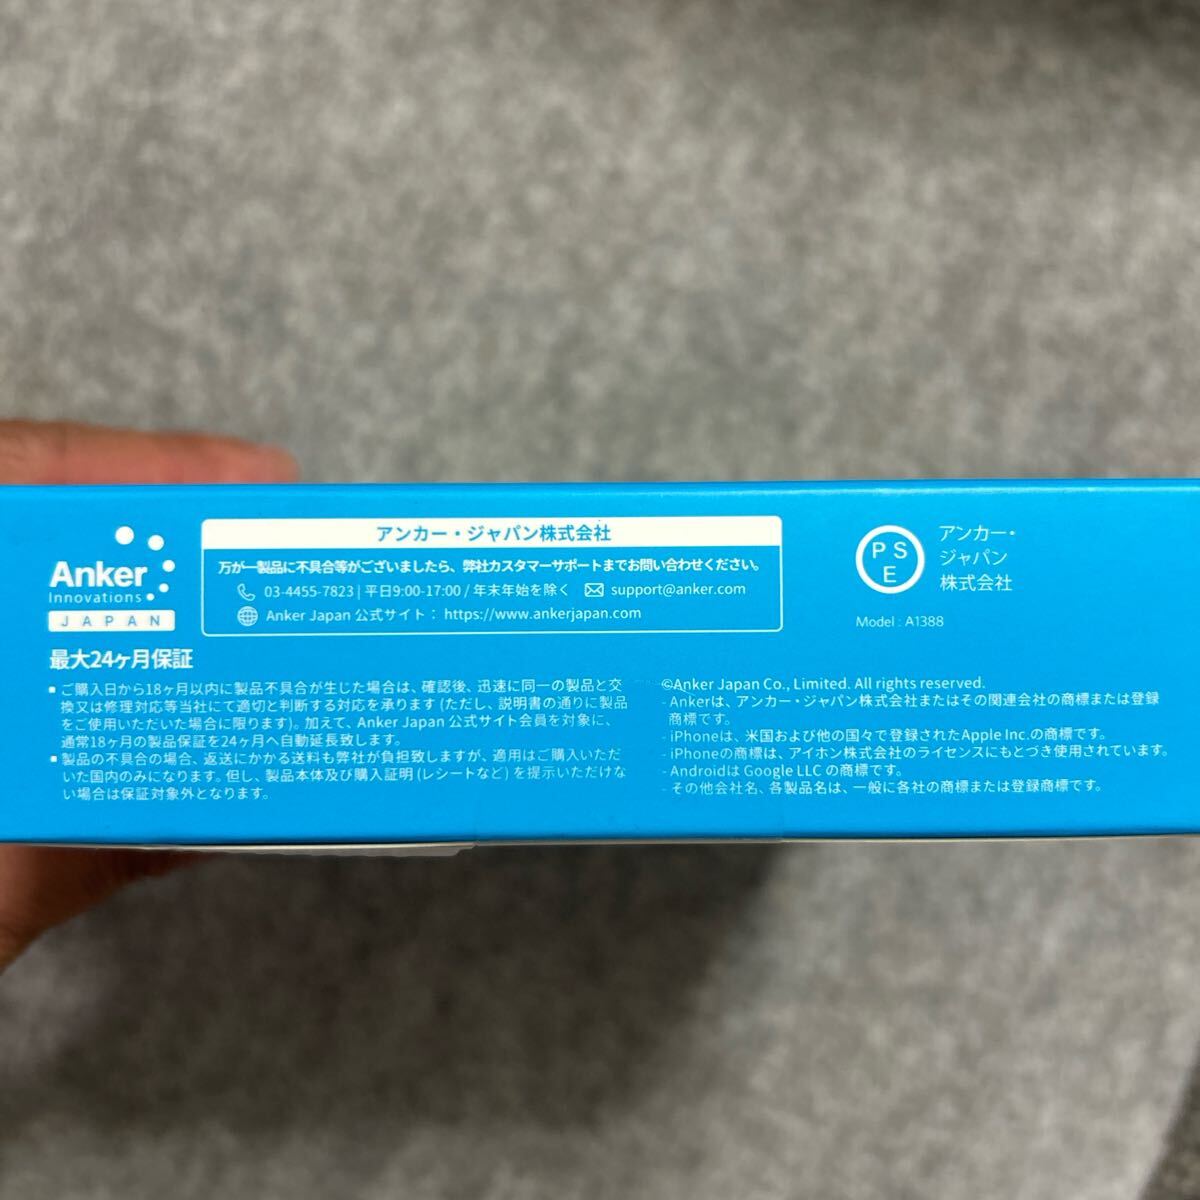 Anker
Innovations
JAPAN
アンカー・ジャパン株式会社
万が一製品に不具合等がございましたら、弊社カスタマーサポートまでお問い合わせください。
03-4455-7823 | 平日9:00-17:00 / 年末年始を除く support@anker.com
Anker Japan 公式サイト： https://www.ankerjapan.com
PSE
アンカー・
ジャパン
株式会社
Model : A1388
最大24ヶ月保証
▪ ご購入日から18ヶ月以内に製品不具合が生じた場合は、確認後、迅速に同一の製品と交
換又は修理対応等当社にて適切と判断する対応を承ります (ただし、説明書の通りに製品
をご使用いただいた場合に限ります)。加えて、Anker Japan 公式サイト会員を対象に、
通常18ヶ月の製品保証を24ヶ月へ自動延長致します。
▪ 製品の不具合の場合、返送にかかる送料も弊社が負担致しますが、適用はご購入いただ
いた国内のみになります。但し、製品本体及び購入証明 (レシートなど) を提示いただけな
い場合は保証対象外となります。
©Anker Japan Co., Limited. All rights reserved.
- Ankerは、アンカー・ジャパン株式会社またはその関連会社の商標または登録
商標です。
- iPhoneは、米国および他の国々で登録されたApple Inc.の商標です。
- iPhoneの商標は、アイホン株式会社のライセンスにもとづき使用されています。
- Androidは Google LLC の商標です。
- その他会社名、各製品名は、一般に各社の商標または登録商標です。